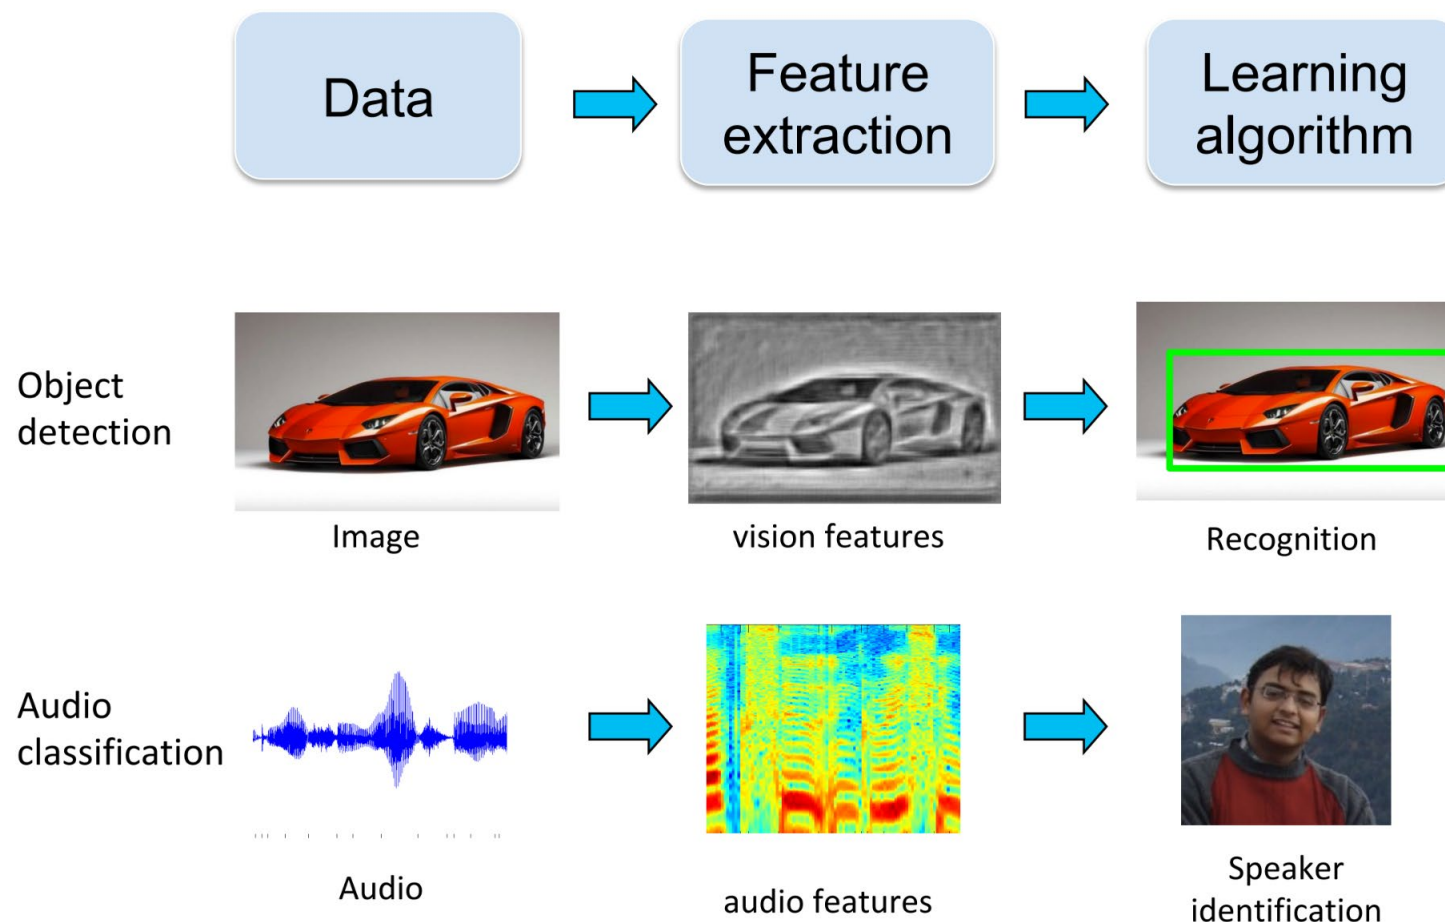 Data
Feature
extraction
Learning
algorithm
Object
detection
Image
vision features
Recognition
Audio
classification
Audio
audio features
Speaker
identification